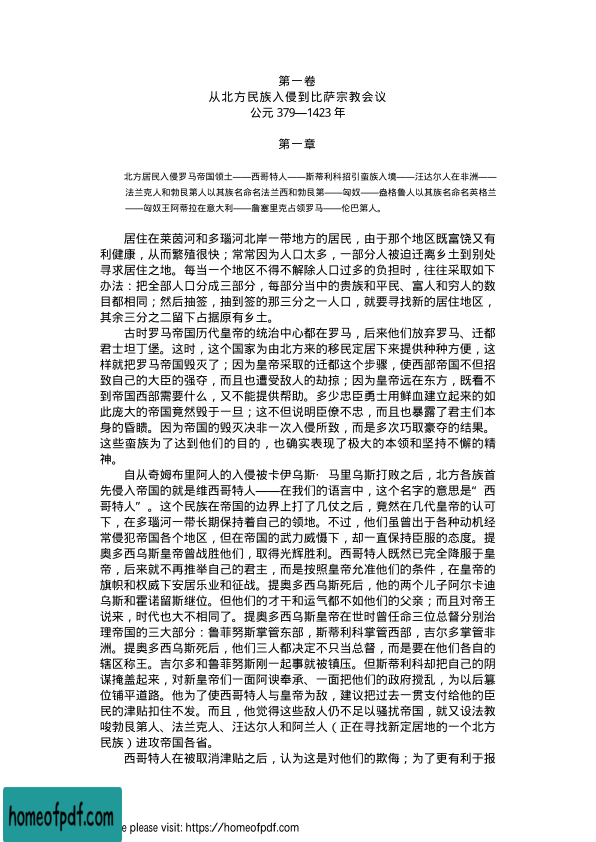 第一卷
从北方民族入侵到比萨宗教会议
公元 379—1423 年
第一章
北方居民入侵罗马帝国领土——西哥特人——斯蒂利科招引蛮族入境——汪达尔人在非洲——
法兰克人和勃艮第人以其族名命名法兰西和勃艮第——匈奴——盎格鲁人以其族名命名英格兰
——匈奴王阿蒂拉在意大利——詹塞里克占领罗马——伦巴第人。
居住在莱茵河和多瑙河北岸一带地方的居民，由于那个地区既富饶又有
利健康，从而繁殖很快；常常因为人口太多，一部分人被迫迁离乡土到别处
寻求居住之地。每当一个地区不得不解除人口过多的负担时，往往采取如下
办法：把全部人口分成三部分，每部分当中的贵族和平民、富人和穷人的数
目都相同；然后抽签，抽到签的那三分之一人口，就要寻找新的居住地区，
其余三分之二留下占据原有乡土。
古时罗马帝国历代皇帝的统治中心都在罗马，后来他们放弃罗马、迁都
君士坦丁堡。这时，这个国家为由北方来的移民定居下来提供种种方便，这
样就把罗马帝国毁灭了；因为皇帝采取的迁都这个步骤，使西部帝国不但招
致自己的大臣的强夺，而且也遭受敌人的劫掠；因为皇帝远在东方，既看不
到帝国西部需要什么，又不能提供帮助。多少忠臣勇士用鲜血建立起来的如
此庞大的帝国竟然毁于一旦；这不但说明臣僚不忠，而且也暴露了君主们本
身的昏瞆。因为帝国的毁灭决非一次入侵所致，而是多次巧取豪夺的结果。
这些蛮族为了达到他们的目的，也确实表现了极大的本领和坚持不懈的精
神。
自从奇姆布里阿人的入侵被卡伊乌斯· 马里乌斯打败之后，北方各族首
先侵入帝国的就是维西哥特人——在我们的语言中，这个名字的意思是“西
哥特人”。这个民族在帝国的边界上打了几仗之后，竟然在几代皇帝的认可
下，在多瑙河一带长期保持着自己的领地。不过，他们虽曾出于各种动机经
常侵犯帝国各个地区，但在帝国的武力威慑下，却一直保持臣服的态度。提
奥多西乌斯皇帝曾战胜他们，取得光辉胜利。西哥特人既然已完全降服于皇
帝，后来就不再推举自己的君主，而是按照皇帝允准他们的条件，在皇帝的
旗帜和权威下安居乐业和征战。提奥多西乌斯死后，他的两个儿子阿尔卡迪
乌斯和霍诺留斯继位。但他们的才干和运气都不如他们的父亲；而且对帝王
说来，时代也大不相同了。提奥多西乌斯皇帝在世时曾任命三位总督分别治
理帝国的三大部分：鲁菲努斯掌管东部，斯蒂利科掌管西部，吉尔多掌管非
洲。提奥多西乌斯死后，他们三人都决定不只当总督，而是要在他们各自的
辖区称王。吉尔多和鲁菲努斯刚一起事就被镇压。但斯蒂利科却把自己的阴
谋掩盖起来，对新皇帝们一面阿谀奉承、一面把他们的政府搅乱，为以后篡
位铺平道路。他为了使西哥特人与皇帝为敌，建议把过去一贯支付给他的臣
民的津贴扣住不发。而且，他觉得这些敌人仍不足以骚扰帝国，就又设法教
唆勃艮第人、法兰克人、汪达尔人和阿兰人（正在寻找新定居地的一个北方
民族）进攻帝国各省。
西哥特人在被取消津贴之后，认为这是对他们的欺侮；为了更有利于报
homeofpdf.com
e please visit: https://homeofpdf.com